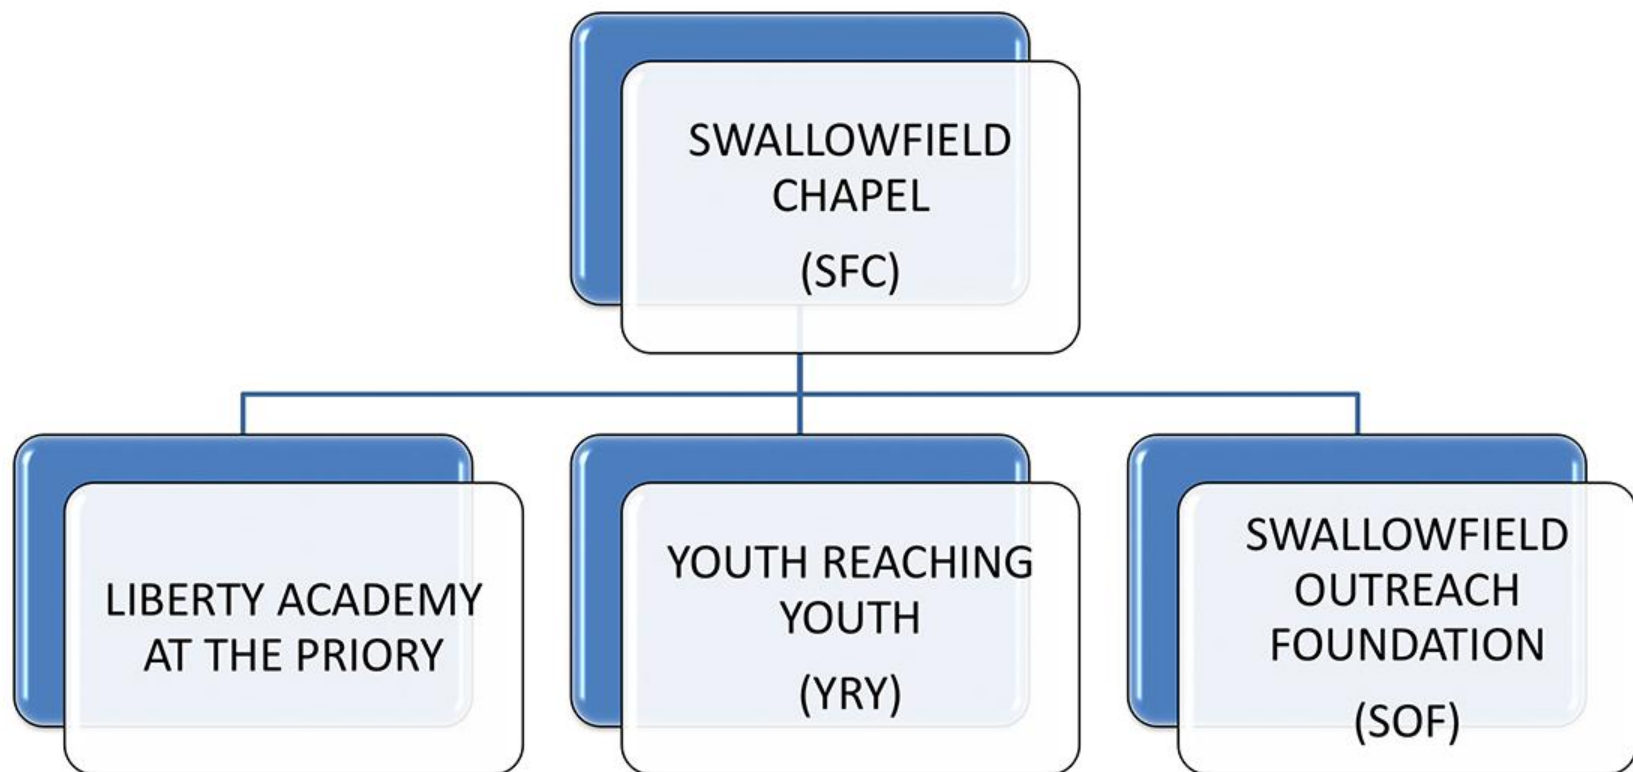 SWALLOWFIELD
CHAPEL
(SFC)
LIBERTY ACADEMY
AT THE PRIORY
YOUTH REACHING
YOUTH
(YRY)
SWALLOWFIELD
OUTREACH
FOUNDATION
(SOF)